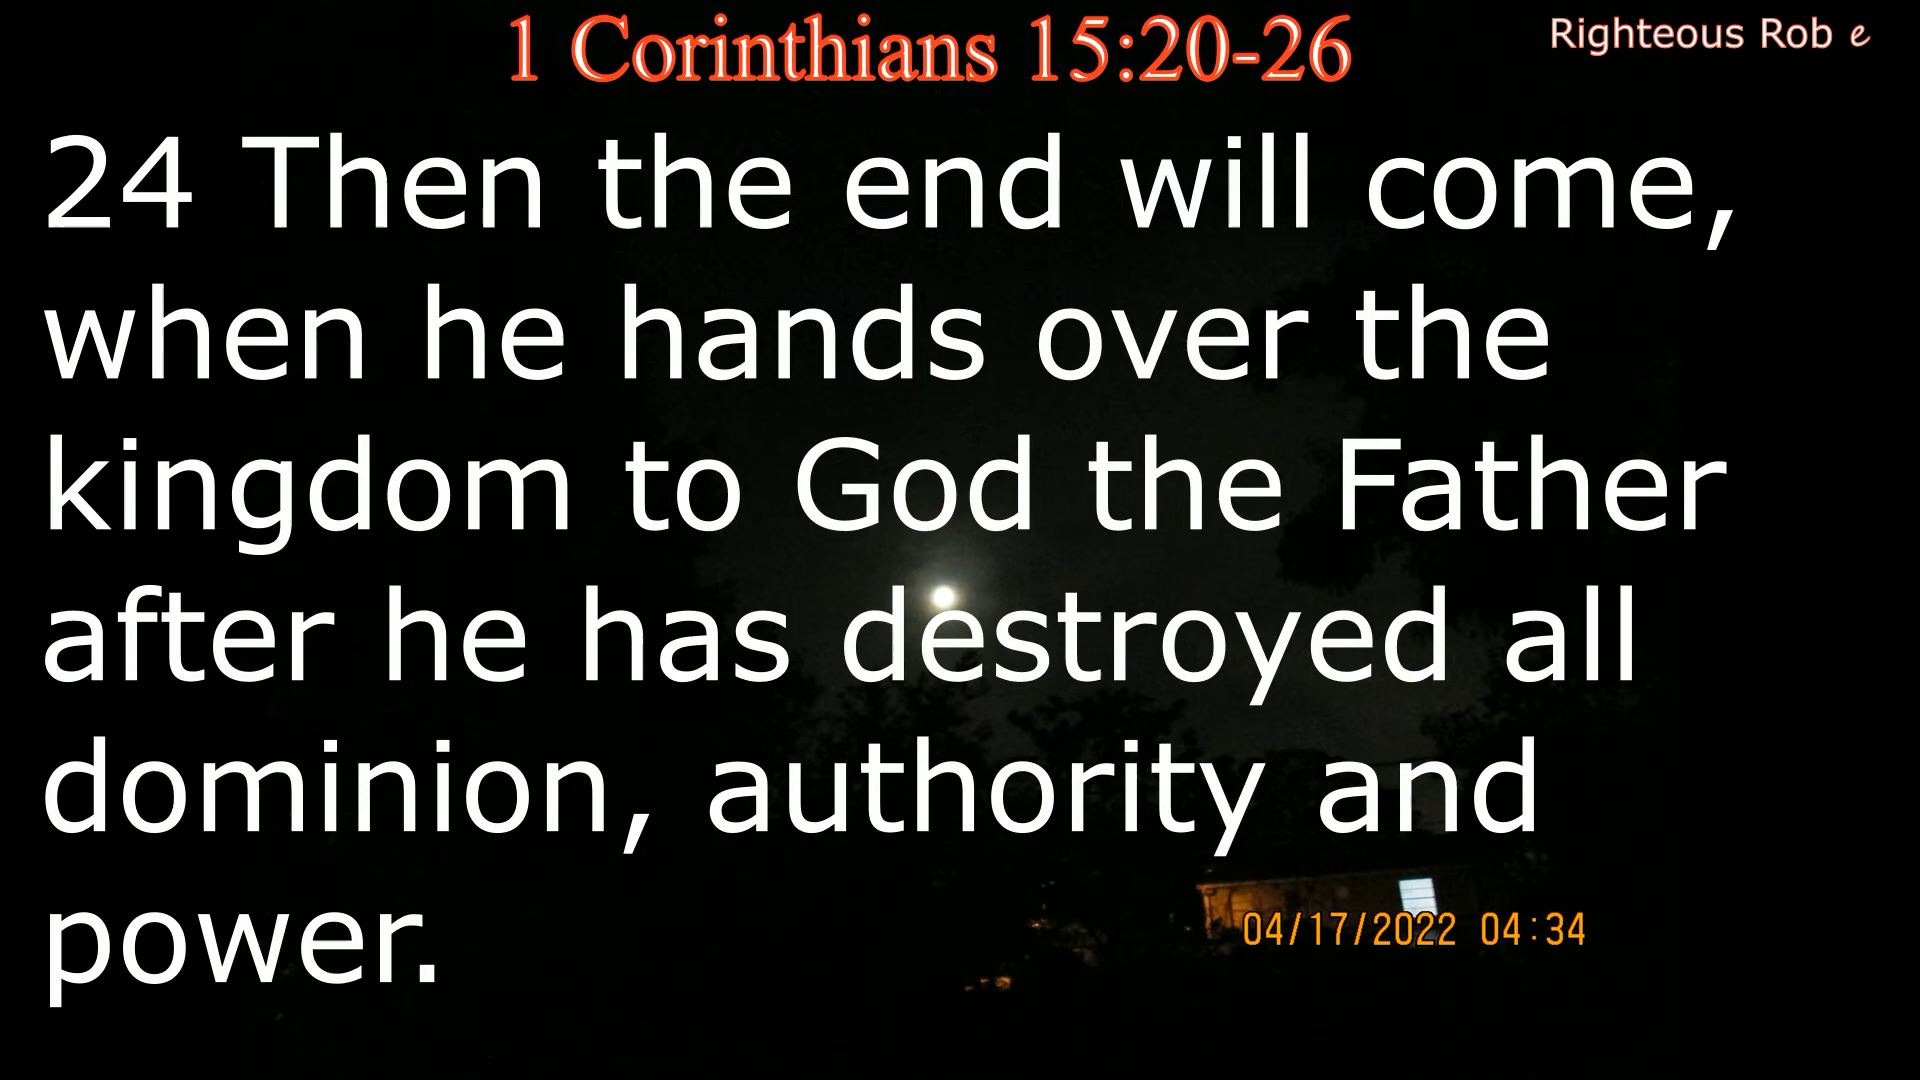 1 Corinthians 15:20-26
Righteous Rob e
24 Then the end will come,
when he hands over the
kingdom to God the Father
after he has destroyed all
dominion, authority and
power.
04/17/2022 04:34